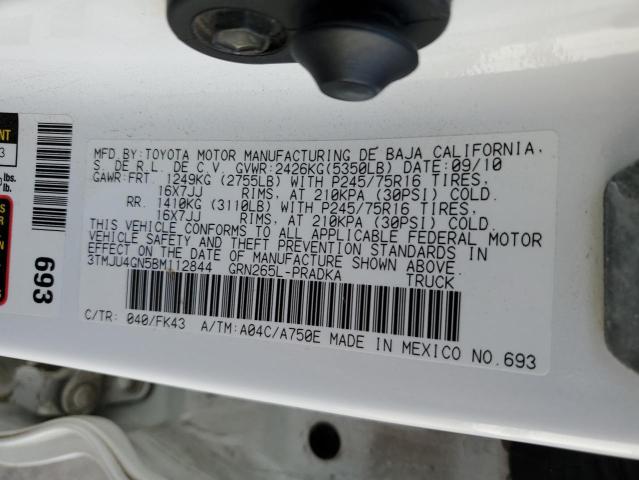 MFD.BY:TOYOTA MOTOR MANUFACTURING DE BAJA CALIFORNIA,
S. DE R.L. DE C.V. GVWR:2426KG(5350LB) DATE:09/10
GAWR-FRT. 1249KG (2755LB) WITH P245/75R16 TIRES,
16X7JJ RIMS, AT 210KPA (30PSI) COLD.
RR. 1410KG (3110LB) WITH P245/75R16 TIRES,
16X7JJ RIMS, AT 210KPA (30PSI) COLD.
THIS VEHICLE CONFORMS TO ALL APPLICABLE FEDERAL MOTOR
VEHICLE SAFETY AND THEFT PREVENTION STANDARDS IN
EFFECT ON THE DATE OF MANUFACTURE SHOWN ABOVE.
3TMJU4GN5BM112844 GRN265L-PRADKA TRUCK
C/TR: 040/FK43 A/TM:A04C/A750E MADE IN MEXICO NO.693
693